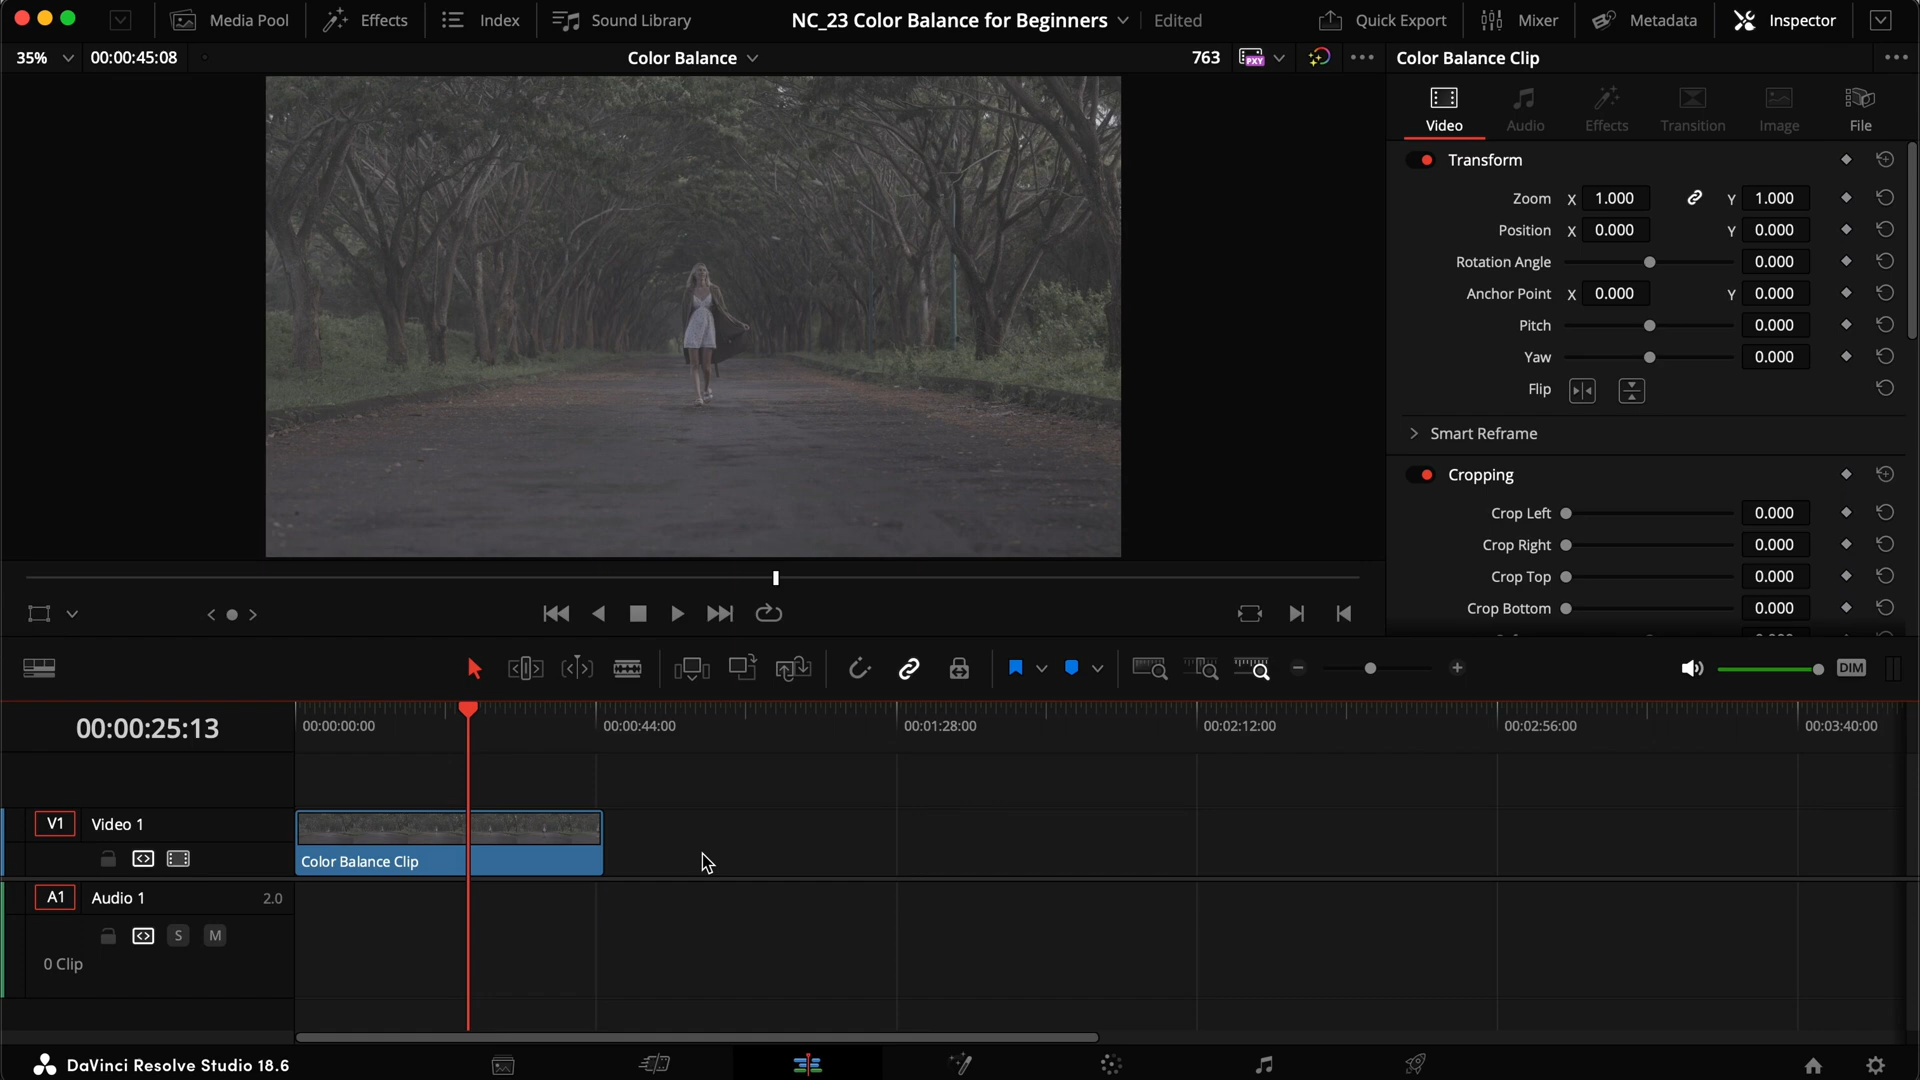 Media Pool Effects Index Sound Library NC_23 Color Balance for Beginners Edited Quick Export Mixer Metadata Inspector
35% 00:00:45:08 Color Balance 763 PXY Color Balance Clip
Video Audio Effects Transition Image File
Transform
Zoom X 1.000 Y 1.000
Position X 0.000 Y 0.000
Rotation Angle 0.000
Anchor Point X 0.000 Y 0.000
Pitch 0.000
Yaw 0.000
Flip
Smart Reframe
Cropping
Crop Left 0.000
Crop Right 0.000
Crop Top 0.000
Crop Bottom 0.000
DIM
00:00:25:13 00:00:00:00 00:00:44:00 00:01:28:00 00:02:12:00 00:02:56:00 00:03:40:00
V1 Video 1
Color Balance Clip
A1 Audio 1 2.0
S M
0 Clip
DaVinci Resolve Studio 18.6